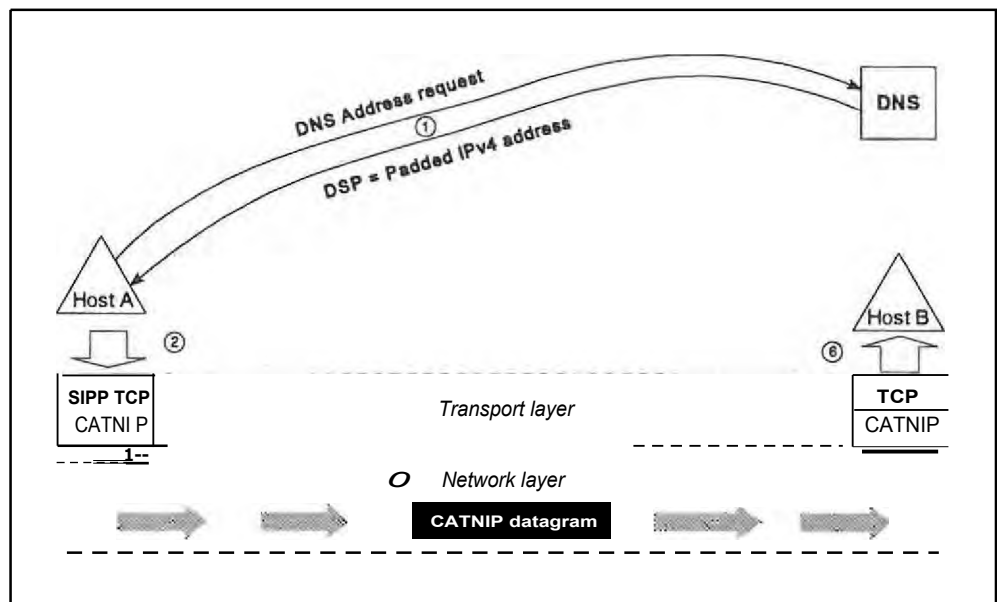 DNS Address request
①
DSP = Padded IPv4 address
DNS
Host A
Host B
②
⑥
SIPP TCP
CATNI P
1--
Transport layer
TCP
CATNIP
O Network layer
CATNIP datagram